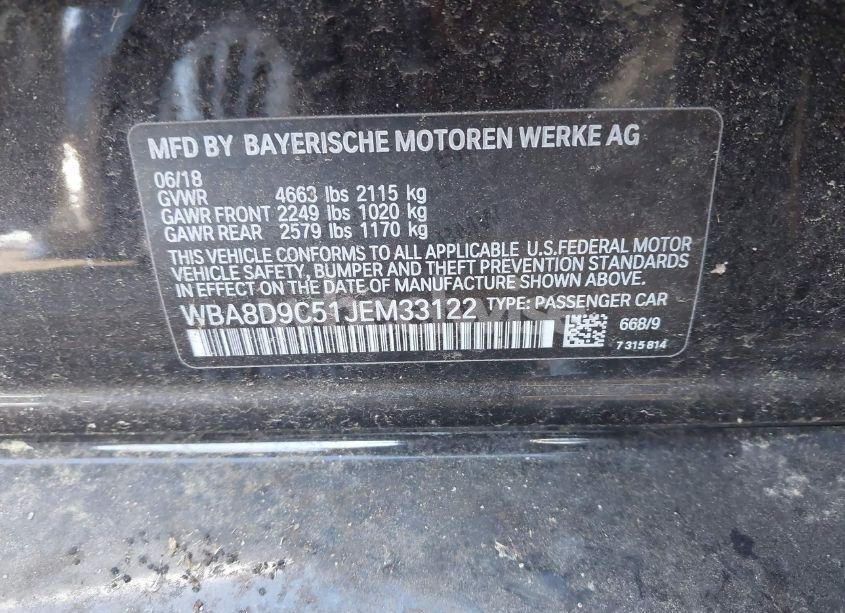 MFD BY BAYERISCHE MOTOREN WERKE AG
06/18
GVWR 4663 lbs 2115 kg
GAWR FRONT 2249 lbs 1020 kg
GAWR REAR 2579 lbs 1170 kg
THIS VEHICLE CONFORMS TO ALL APPLICABLE U.S.FEDERAL MOTOR
VEHICLE SAFETY, BUMPER AND THEFT PREVENTION STANDARDS
IN EFFECT ON THE DATE OF MANUFACTURE SHOWN ABOVE.
WBA8D9C51JEM33122 TYPE: PASSENGER CAR
668/9
7 315 814